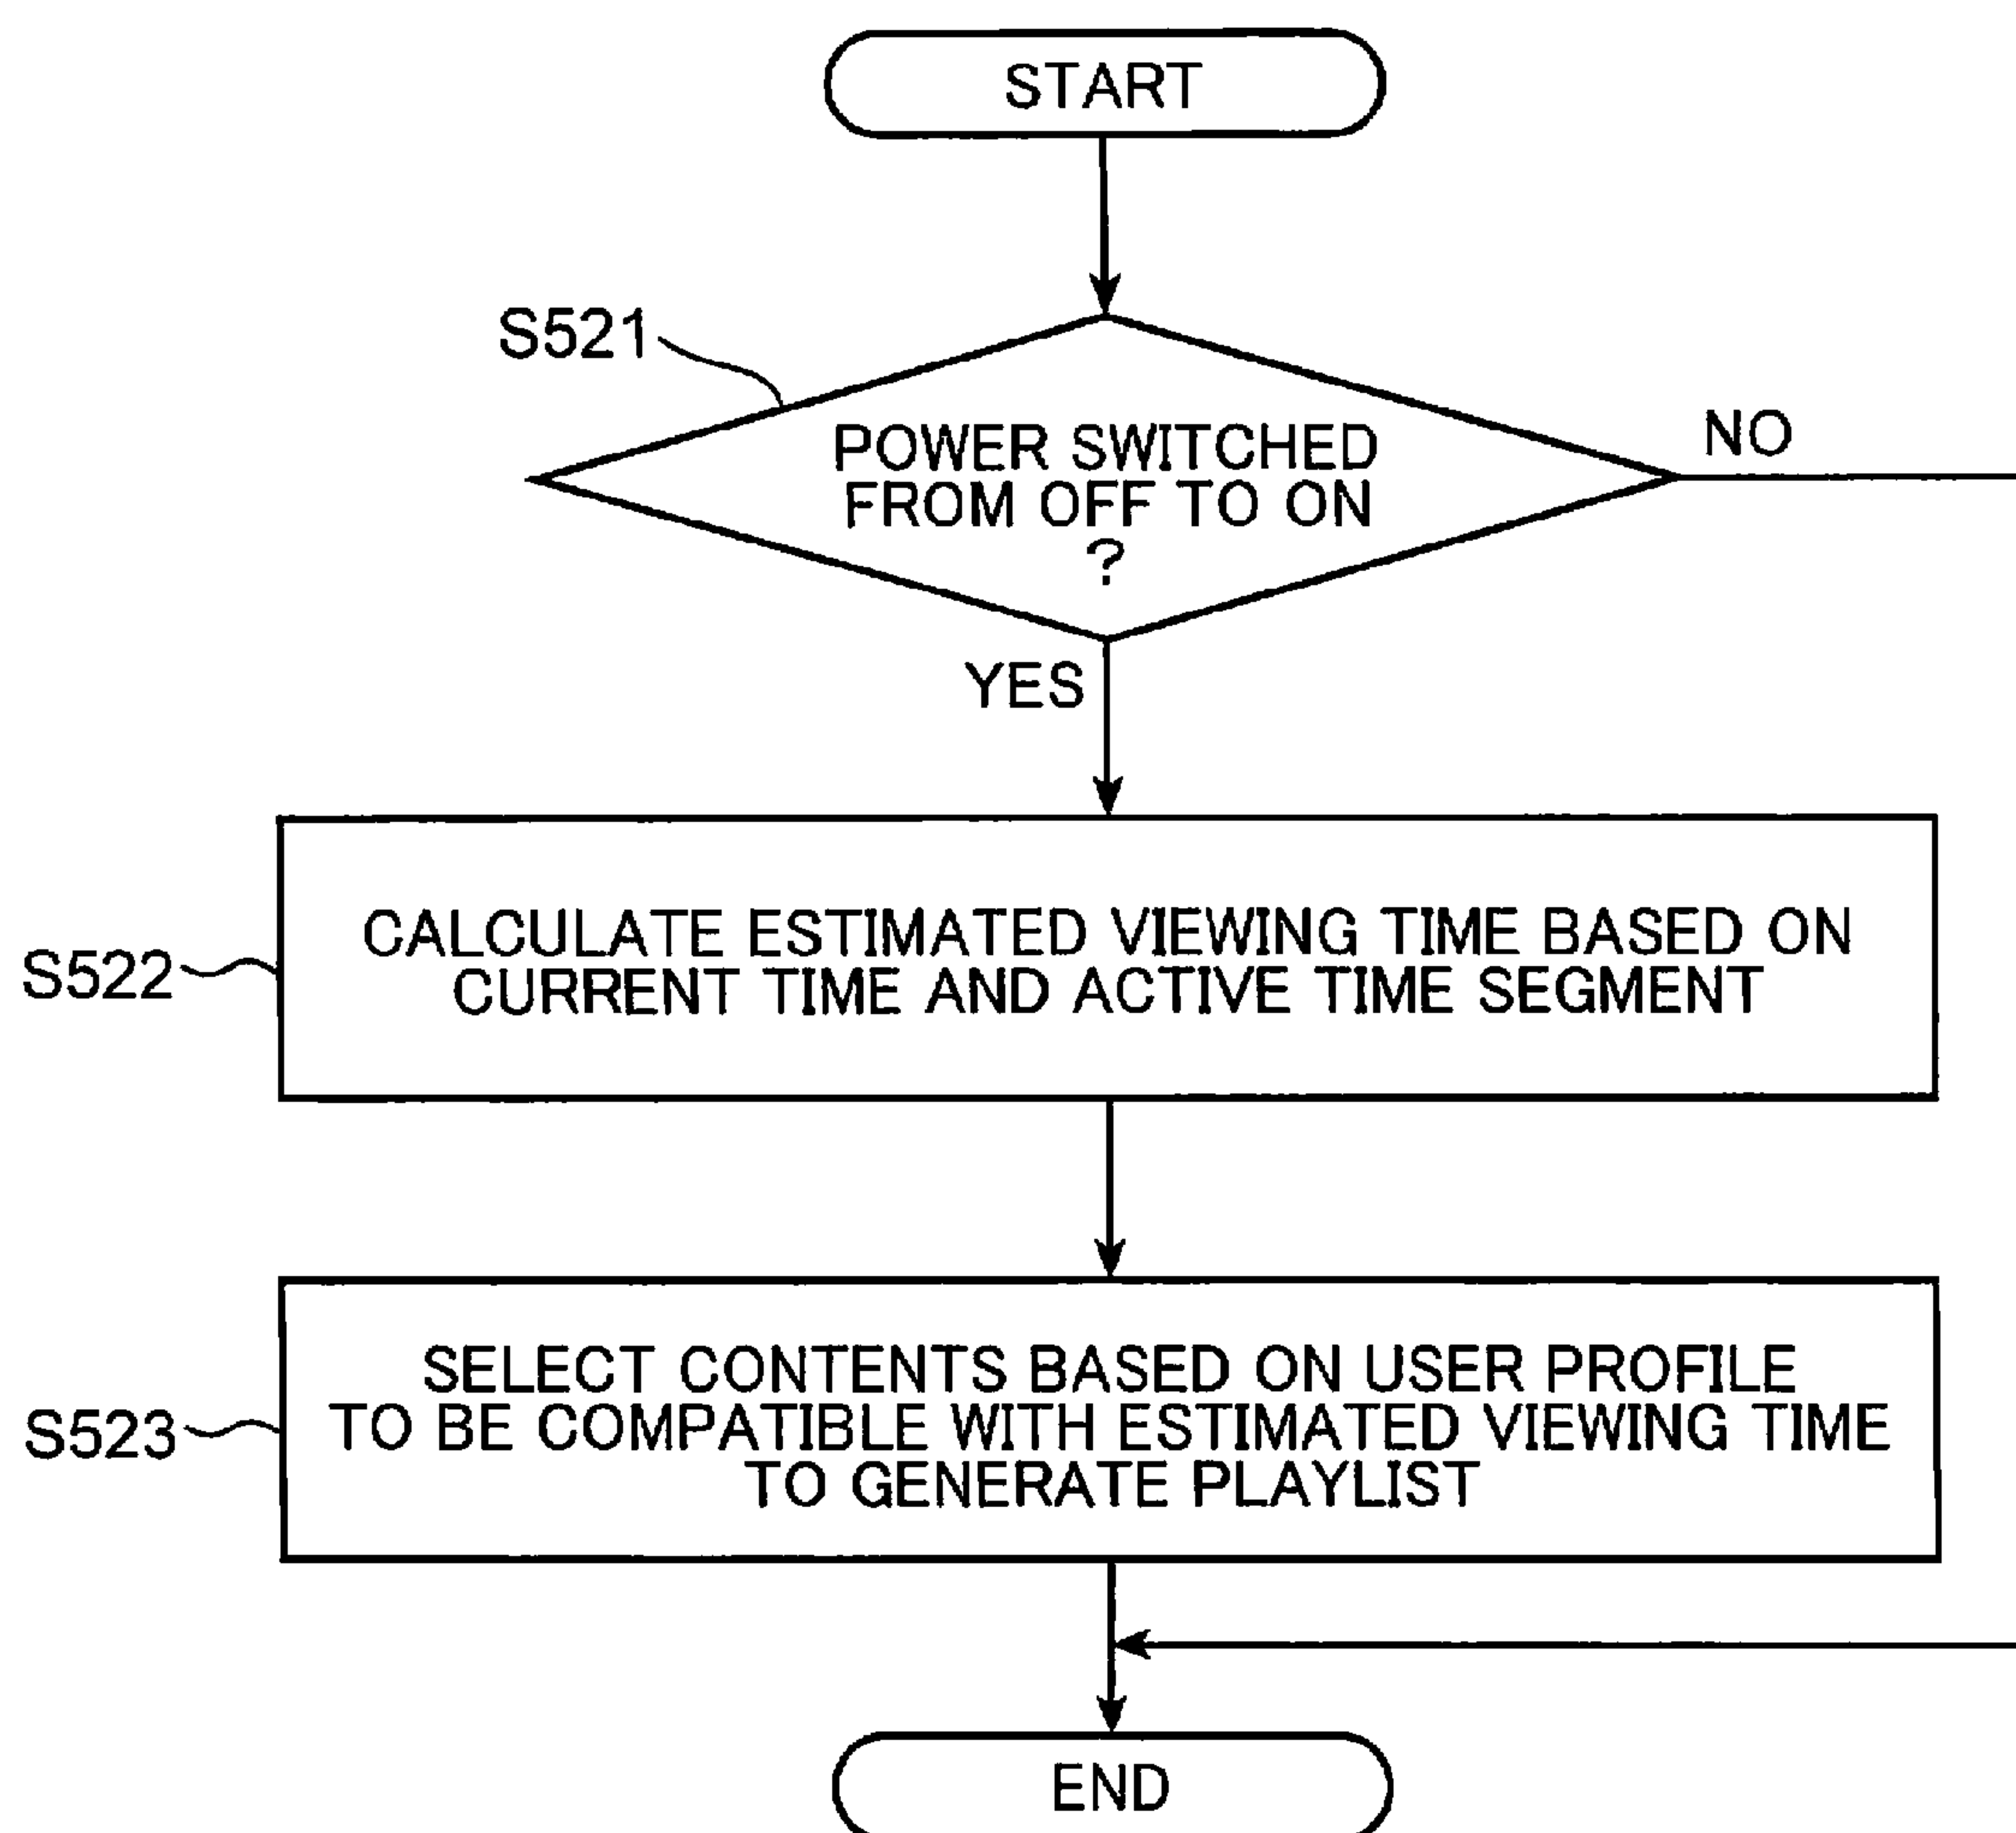 START
S521
POWER SWITCHED
FROM OFF TO ON
?
NO
YES
S522
CALCULATE ESTIMATED VIEWING TIME BASED ON
CURRENT TIME AND ACTIVE TIME SEGMENT
S523
SELECT CONTENTS BASED ON USER PROFILE
TO BE COMPATIBLE WITH ESTIMATED VIEWING TIME
TO GENERATE PLAYLIST
END